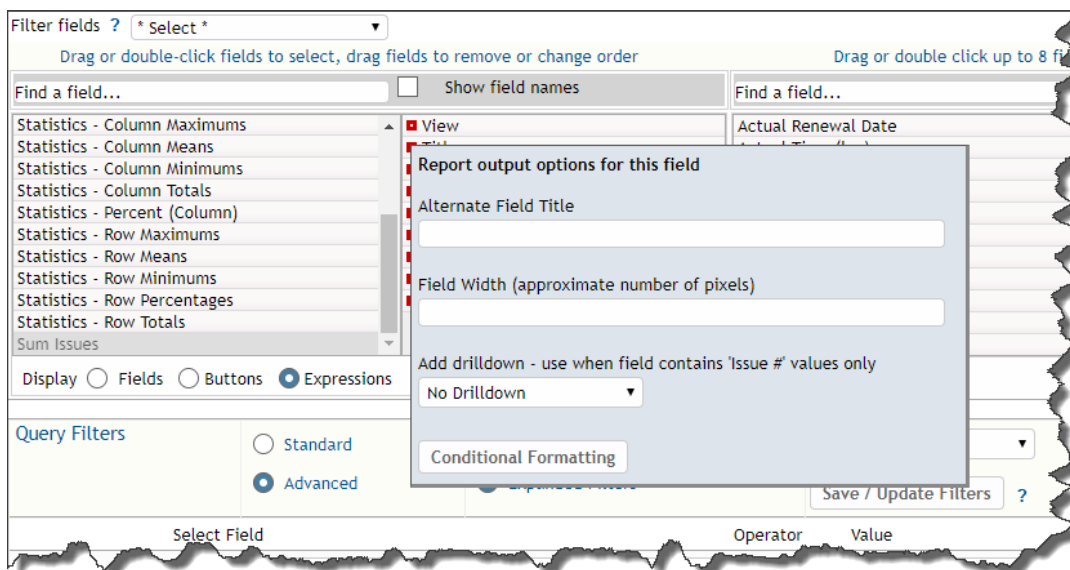 Filter fields ? * Select *
Drag or double-click fields to select, drag fields to remove or change order
Drag or double click up to 8
Find a field...
Show field names
Find a field...
Statistics - Column Maximums
Statistics - Column Means
Statistics - Column Minimums
Statistics - Column Totals
Statistics - Percent (Column)
Statistics - Row Maximums
Statistics - Row Means
Statistics - Row Minimums
Statistics - Row Percentages
Statistics - Row Totals
Sum Issues
View
Actual Renewal Date
Report output options for this field
Alternate Field Title
Field Width (approximate number of pixels)
Add drilldown - use when field contains 'Issue #' values only
No Drilldown
Conditional Formatting
Display Fields Buttons Expressions
Query Filters
Standard
Advanced
Save / Update Filters ?
Select Field
Operator
Value